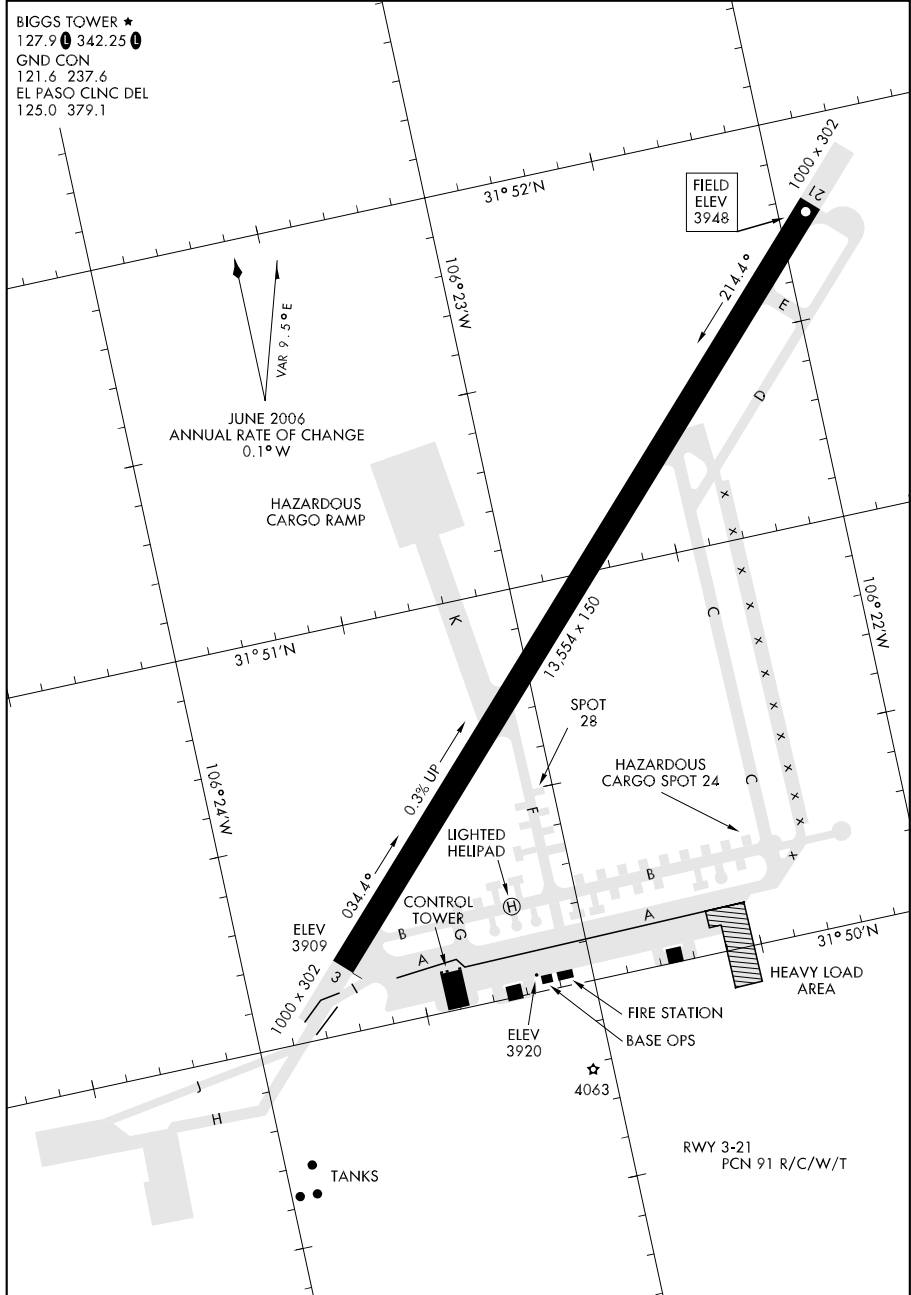 BIGGS TOWER ★
127.9 Ⓛ 342.25 Ⓛ
GND CON
121.6 237.6
EL PASO CLNC DEL
125.0 379.1
1000 x 302
21
31°52'N
FIELD
ELEV
3948
106°23'W
214.4°
E
VAR 9.5°E
JUNE 2006
ANNUAL RATE OF CHANGE
0.1° W
D
HAZARDOUS
CARGO RAMP
K
C
106°22'W
13,554 x 150
31°51'N
SPOT
28
106°24'W
0.3% UP
HAZARDOUS
CARGO SPOT 24
C
F
LIGHTED
HELIPAD
034.4°
B
H
CONTROL
TOWER
A
ELEV
3909
B
G
A
31°50'N
3
I
HEAVY LOAD
AREA
1000 x 302
FIRE STATION
BASE OPS
ELEV
3920
4063
J
H
RWY 3-21
PCN 91 R/C/W/T
TANKS